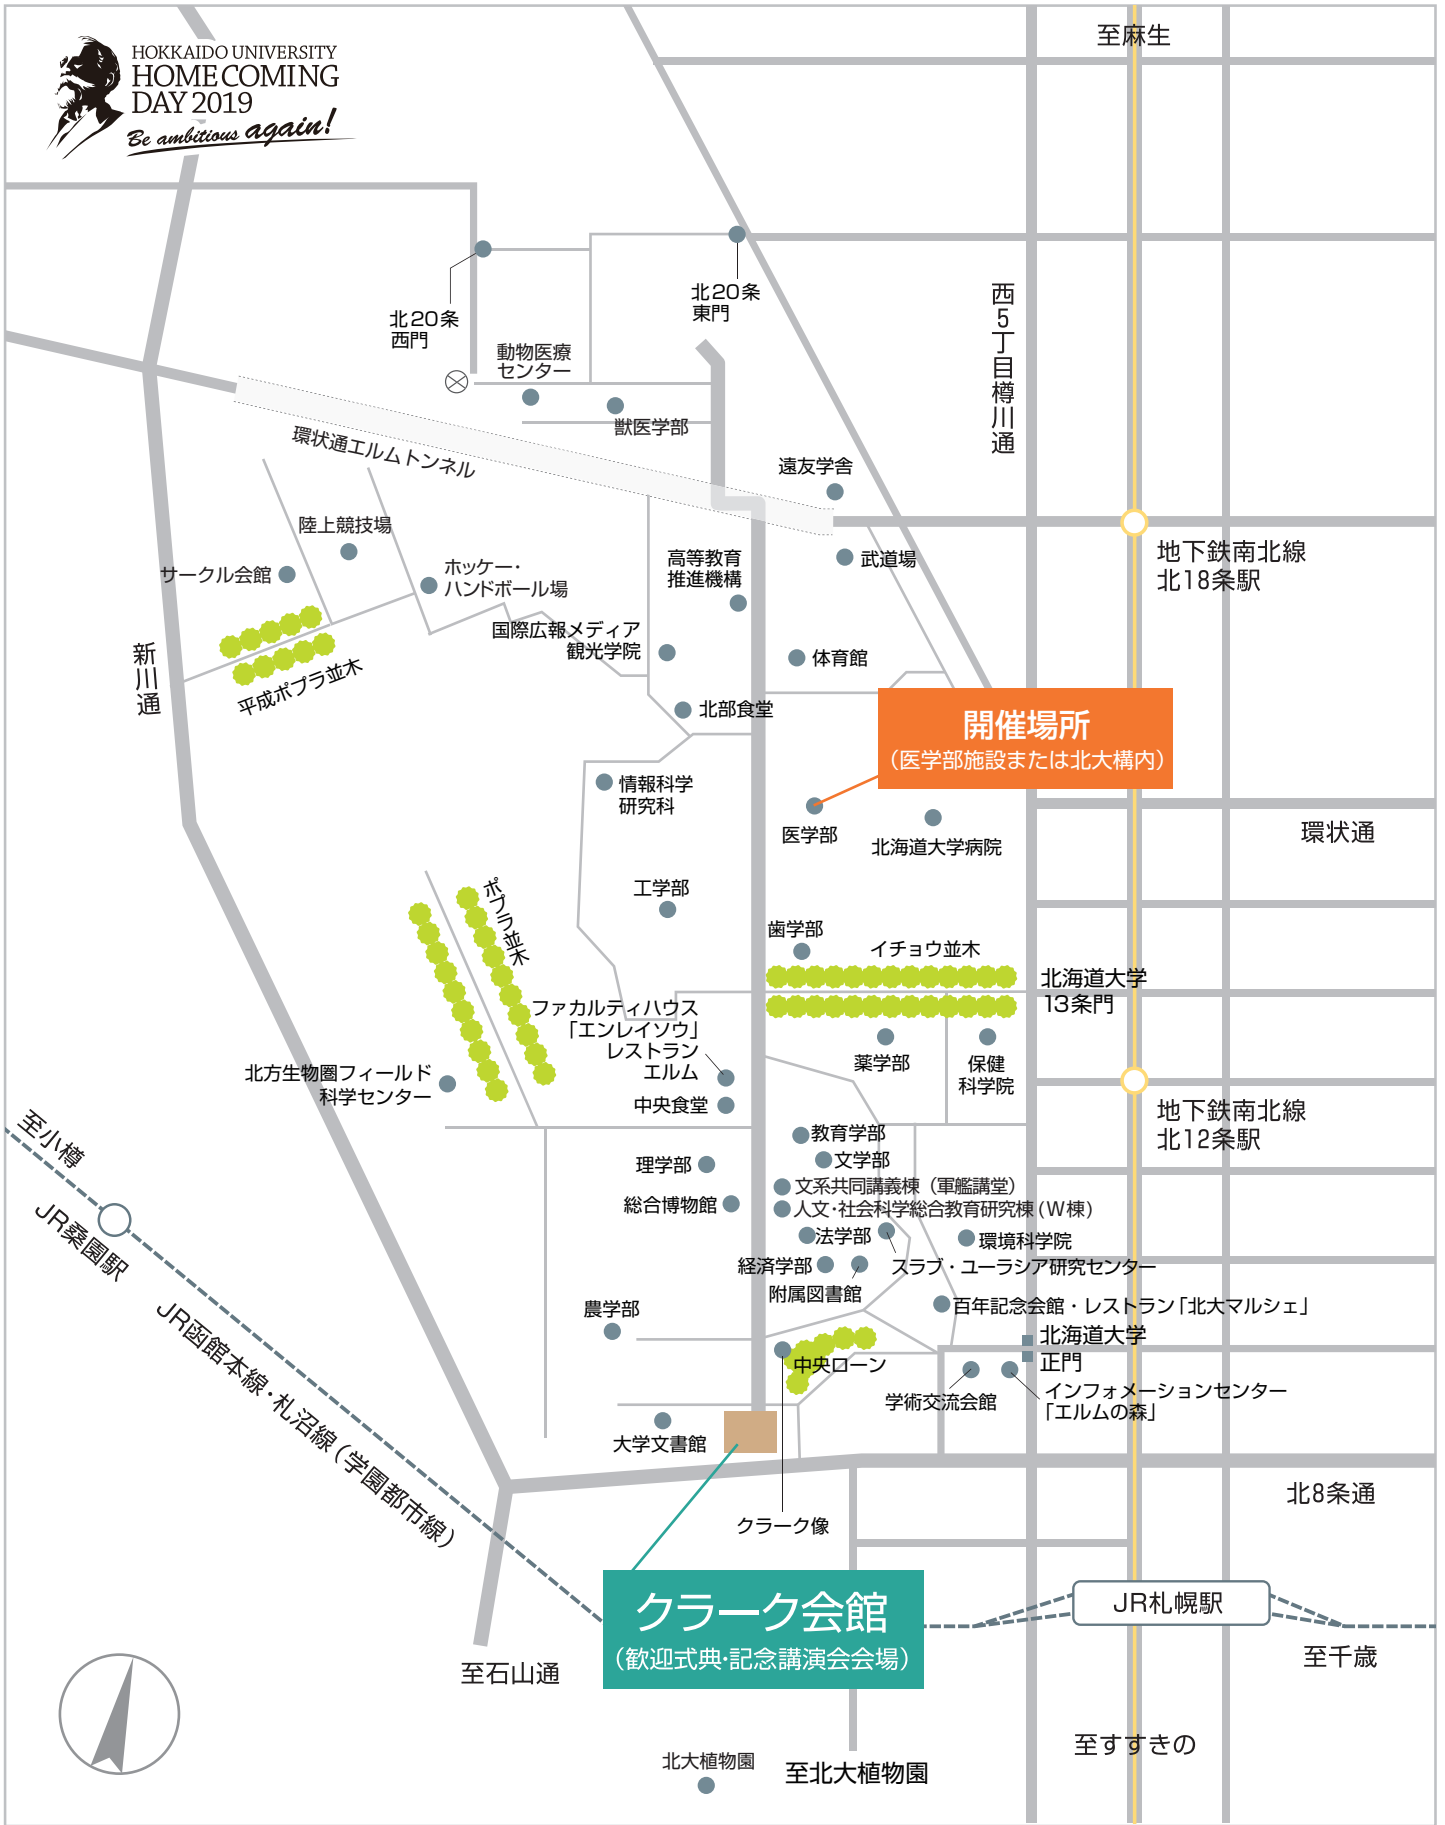 HOKKAIDO UNIVERSITY
HOME COMING
DAY 2019
Be ambitious again!
至麻生
北20条
西門
北20条
東門
西5丁目樽川通
動物医療
センター
獣医学部
環状通エルムトンネル
遠友学舎
陸上競技場
サークル会館
ホッケー・
ハンドボール場
高等教育
推進機構
武道場
地下鉄南北線
北18条駅
国際広報メディア
観光学院
体育館
新川通
平成ポプラ並木
北部食堂
開催場所
（医学部施設または北大構内）
情報科学
研究科
医学部
北海道大学病院
環状通
工学部
ポプラ並木
歯学部
イチョウ並木
北海道大学
13条門
ファカルティハウス
「エンレイソウ」
レストラン
エルム
薬学部
保健
科学院
北方生物圏フィールド
科学センター
中央食堂
地下鉄南北線
北12条駅
至小樽
教育学部
文学部
理学部
文系共同講義棟（軍艦講堂）
総合博物館
人文・社会科学総合教育研究棟(W棟)
JR桑園駅
法学部
環境科学院
経済学部
スラブ・ユーラシア研究センター
附属図書館
農学部
百年記念会館・レストラン「北大マルシェ」
JR函館本線・札沼線（学園都市線）
北海道大学
正門
中央ローン
学術交流会館
インフォメーションセンター
「エルムの森」
大学文書館
北8条通
クラーク像
クラーク会館
（歓迎式典・記念講演会会場）
JR札幌駅
至石山通
至千歳
至すすきの
北大植物園
至北大植物園